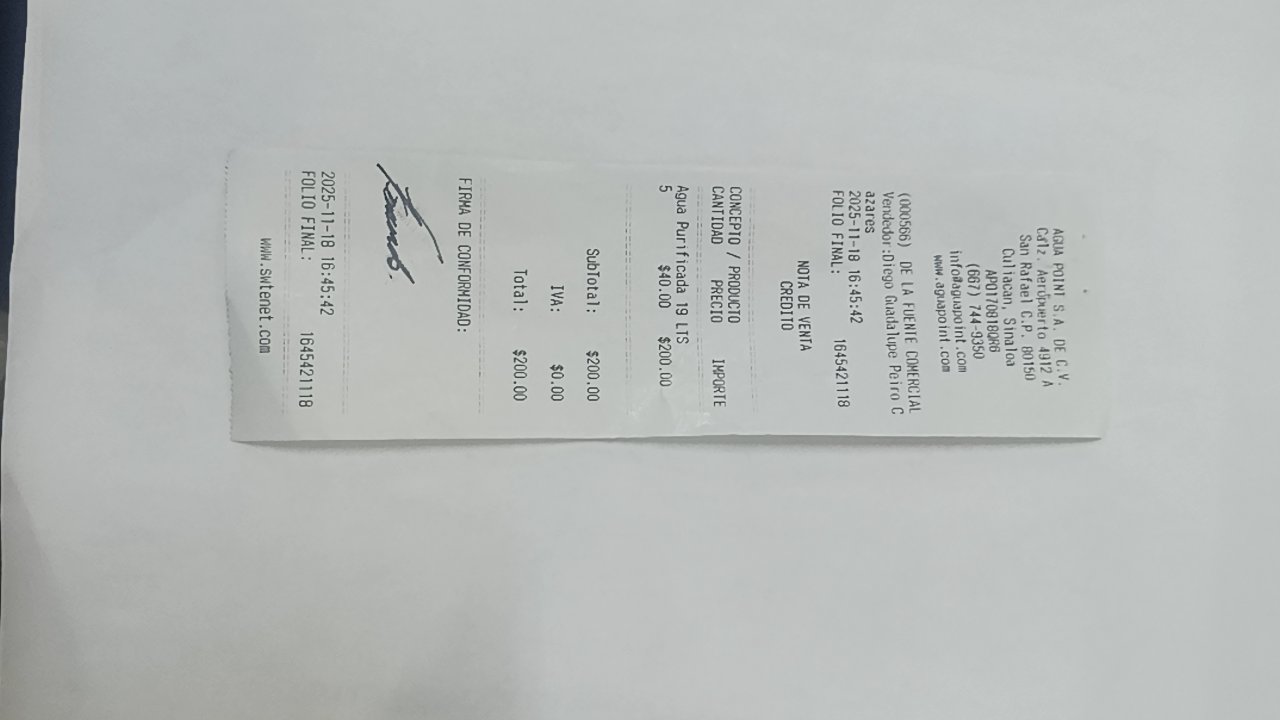 AGUA POINT S.A. DE C.V.
Calz. Aeropuerto 4912 A
San Rafael C.P. 80150
Culiacan, Sinaloa
APO170818QR6
(667) 744-9350
info@aguapoint.com
www.aguapoint.com
(000566) DE LA FUENTE COMERCIAL
Vendedor:Diego Guadalupe Peiro C
azares
2025-11-18 16:45:42
FOLIO FINAL: 1645421118
NOTA DE VENTA
CREDITO
CONCEPTO / PRODUCTO
CANTIDAD PRECIO IMPORTE
Agua Purificada 19 LTS
5 $40.00 $200.00
SubTotal: $200.00
IVA: $0.00
Total: $200.00
FIRMA DE CONFORMIDAD:
2025-11-18 16:45:42
FOLIO FINAL: 1645421118
www.swtenet.com